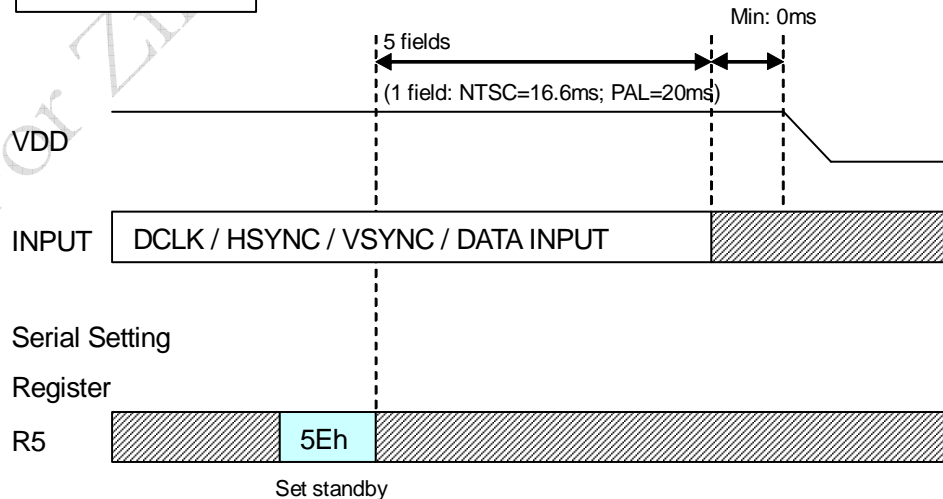 Min: 0ms
5 fields
(1 field: NTSC=16.6ms; PAL=20ms)
VDD
INPUT
DCLK / HSYNC / VSYNC / DATA INPUT
Serial Setting
Register
R5
5Eh
Set standby